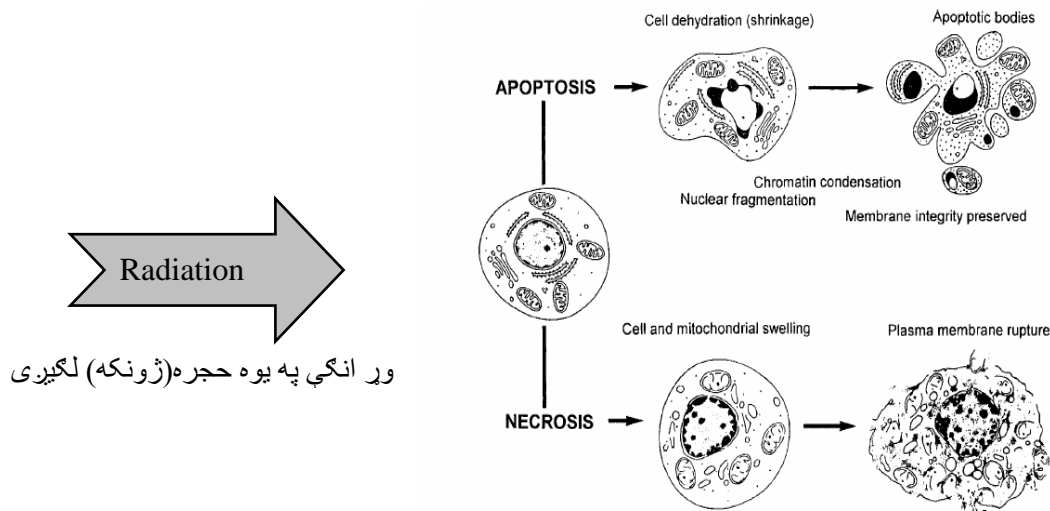 Cell dehydration (shrinkage)
Apoptotic bodies
APOPTOSIS
Chromatin condensation
Nuclear fragmentation
Membrane integrity preserved
Radiation
وړانګې په یوه حجره(ژونکه) لګیږی
Cell and mitochondrial swelling
Plasma membrane rupture
NECROSIS